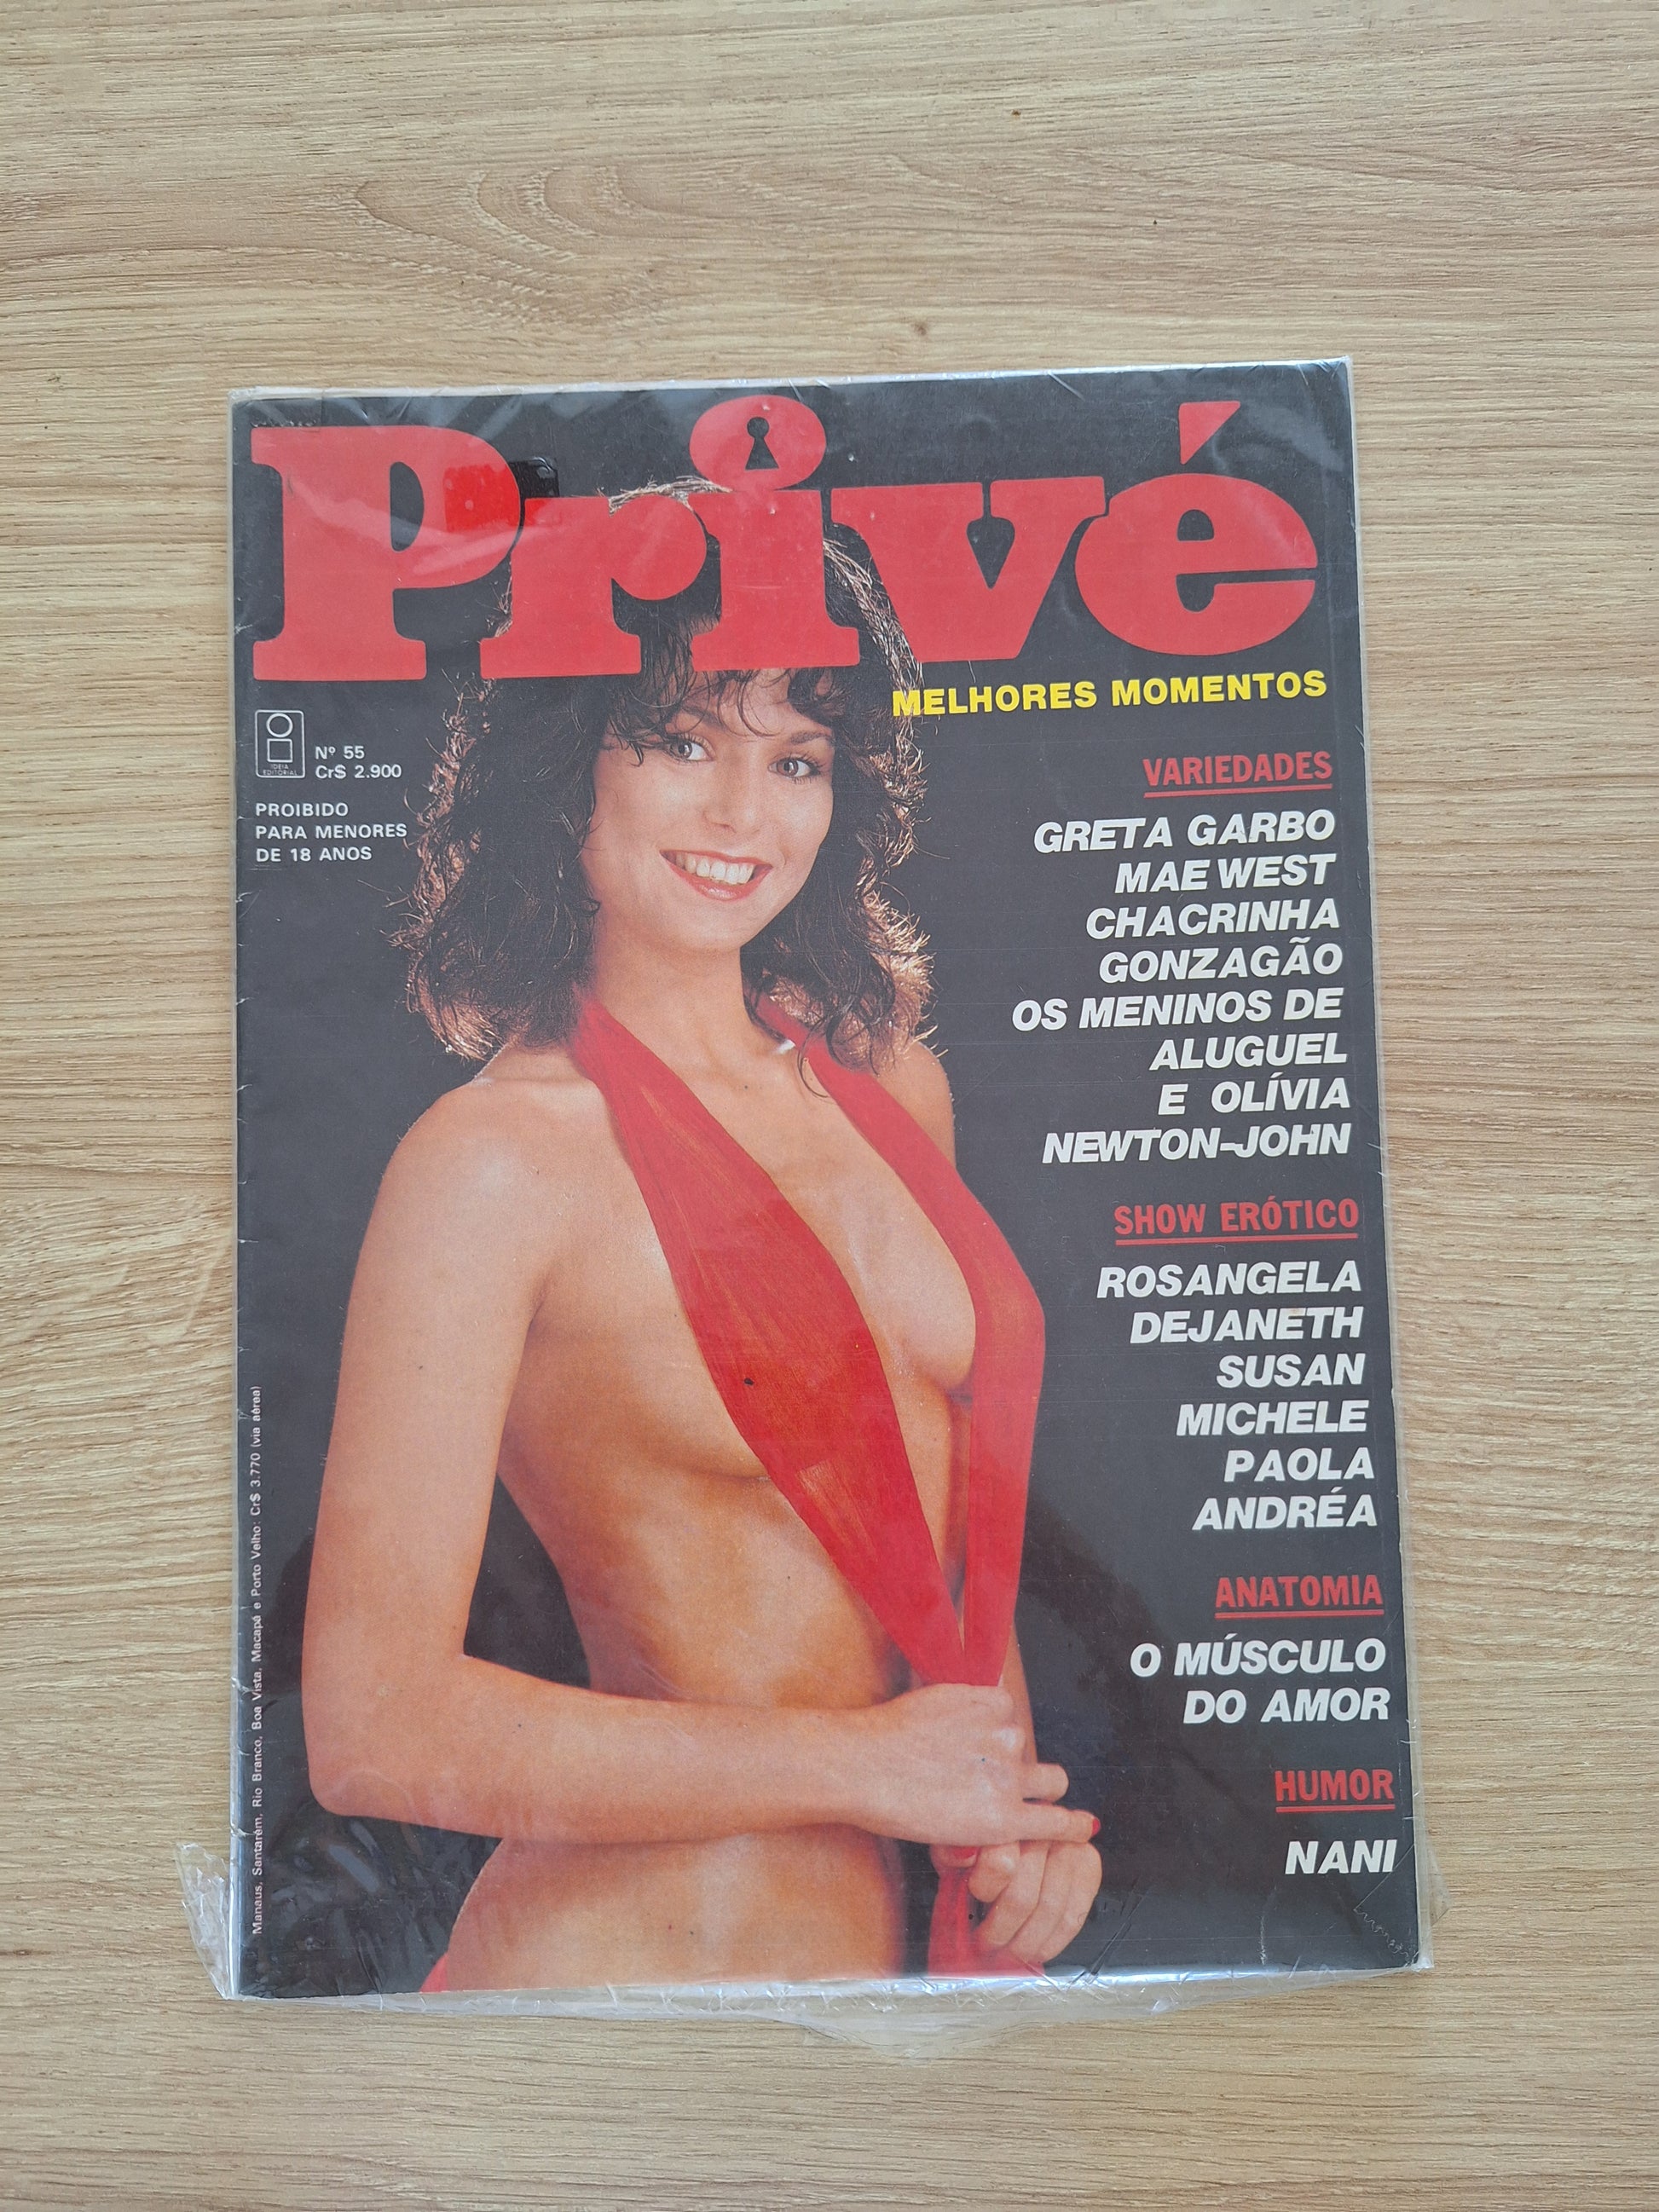 Privé
MELHORES MOMENTOS
IDEIA
EDITORIAL
Nº 55
Cr$ 2.900
PROIBIDO
PARA MENORES
DE 18 ANOS
VARIEDADES
GRETA GARBO
MAE WEST
CHACRINHA
GONZAGÃO
OS MENINOS DE
ALUGUEL
E OLÍVIA
NEWTON-JOHN
SHOW ERÓTICO
ROSANGELA
DEJANETH
SUSAN
MICHELE
PAOLA
ANDRÉA
ANATOMIA
O MÚSCULO
DO AMOR
HUMOR
NANI
Manaus, Santarém, Rio Branco, Boa Vista, Macapá e Porto Velho: Cr$ 3.770 (via aérea)